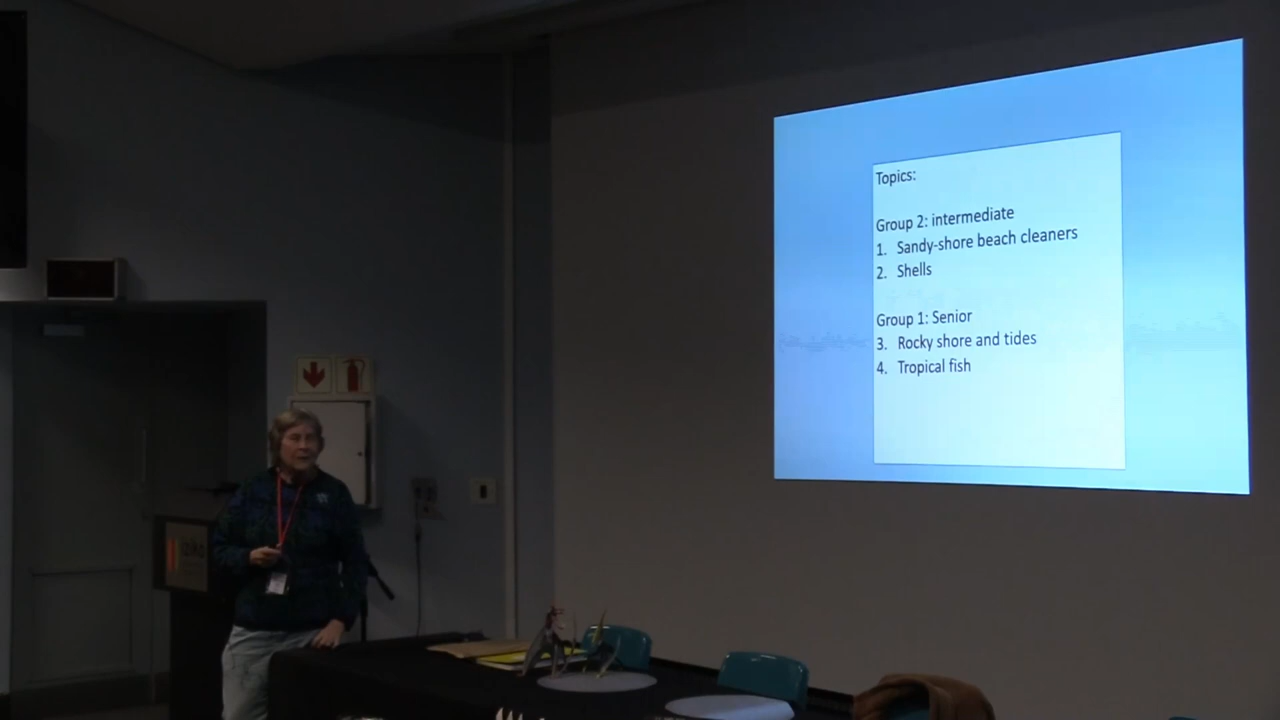 Topics:
Group 2: intermediate
1. Sandy-shore beach cleaners
2. Shells
Group 1: Senior
3. Rocky shore and tides
4. Tropical fish